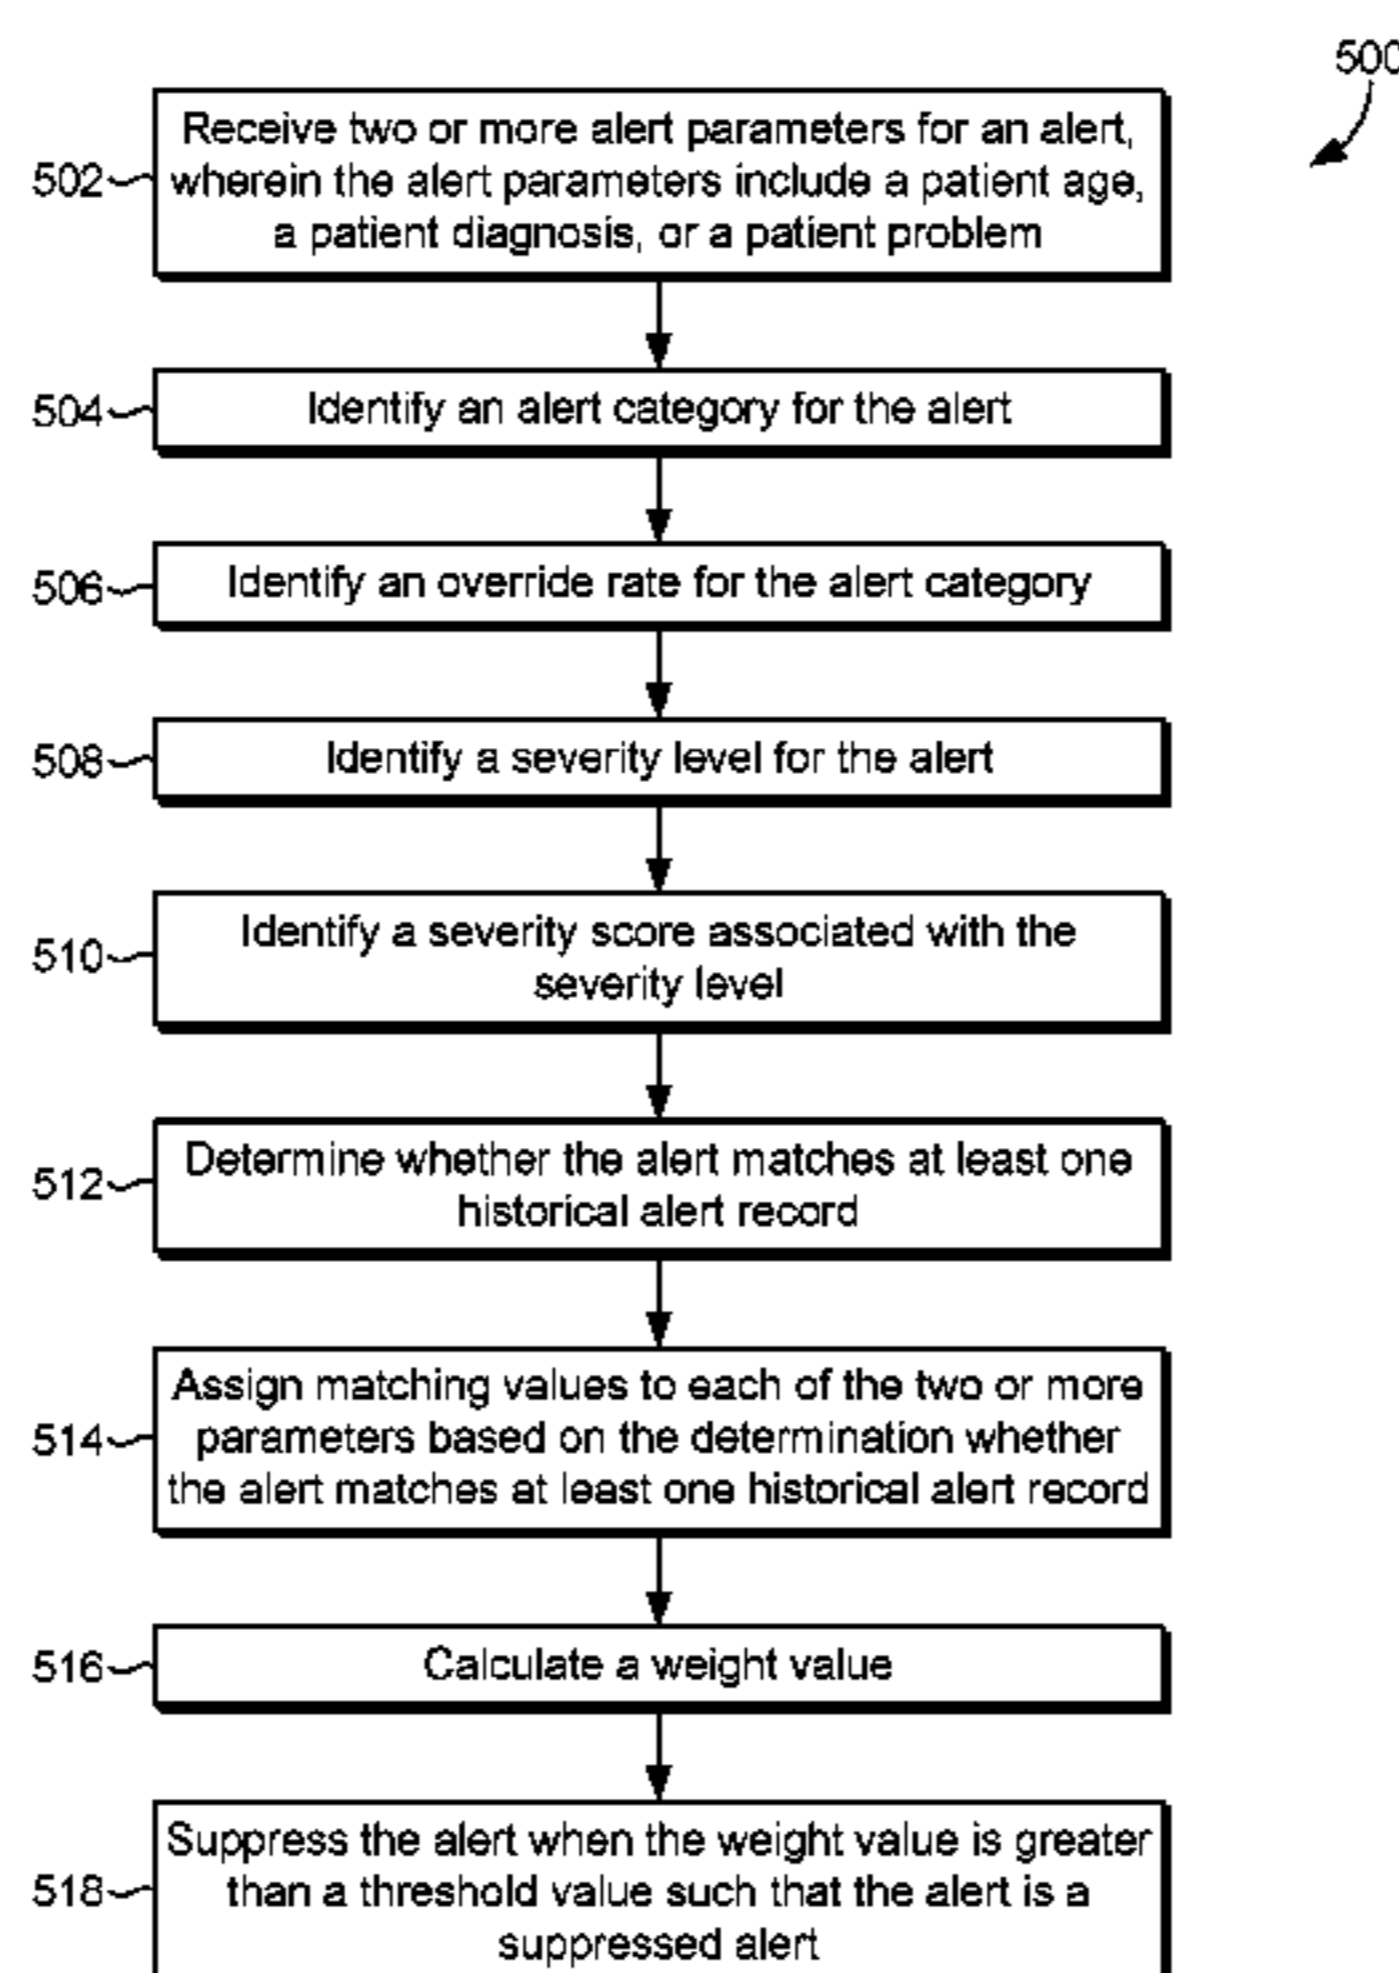 500
502
Receive two or more alert parameters for an alert,
wherein the alert parameters include a patient age,
a patient diagnosis, or a patient problem
504
Identify an alert category for the alert
506
Identify an override rate for the alert category
508
Identify a severity level for the alert
510
Identify a severity score associated with the
severity level
512
Determine whether the alert matches at least one
historical alert record
514
Assign matching values to each of the two or more
parameters based on the determination whether
the alert matches at least one historical alert record
516
Calculate a weight value
518
Suppress the alert when the weight value is greater
than a threshold value such that the alert is a
suppressed alert